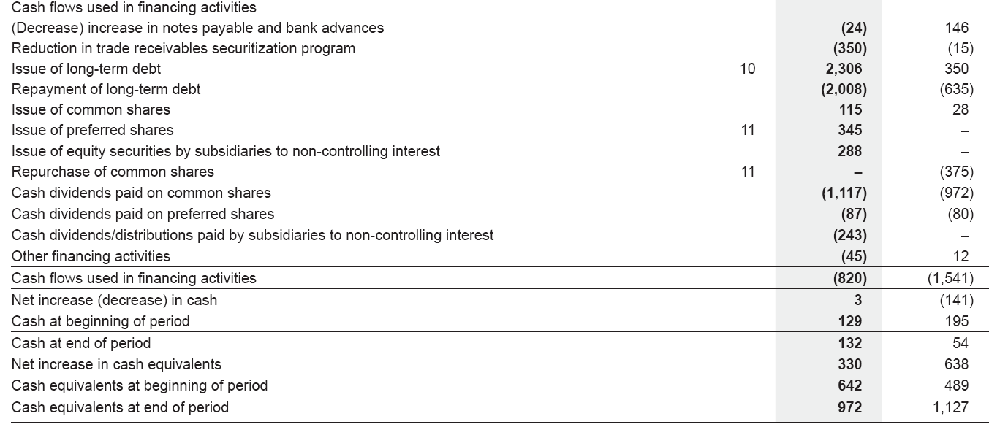 Cash flows used in financing activities
(Decrease) increase in notes payable and bank advances (24) 146
Reduction in trade receivables securitization program (350) (15)
Issue of long-term debt 10 2,306 350
Repayment of long-term debt (2,008) (635)
Issue of common shares 115 28
Issue of preferred shares 11 345 –
Issue of equity securities by subsidiaries to non-controlling interest 288 –
Repurchase of common shares 11 – (375)
Cash dividends paid on common shares (1,117) (972)
Cash dividends paid on preferred shares (87) (80)
Cash dividends/distributions paid by subsidiaries to non-controlling interest (243) –
Other financing activities (45) 12
Cash flows used in financing activities (820) (1,541)
Net increase (decrease) in cash 3 (141)
Cash at beginning of period 129 195
Cash at end of period 132 54
Net increase in cash equivalents 330 638
Cash equivalents at beginning of period 642 489
Cash equivalents at end of period 972 1,127